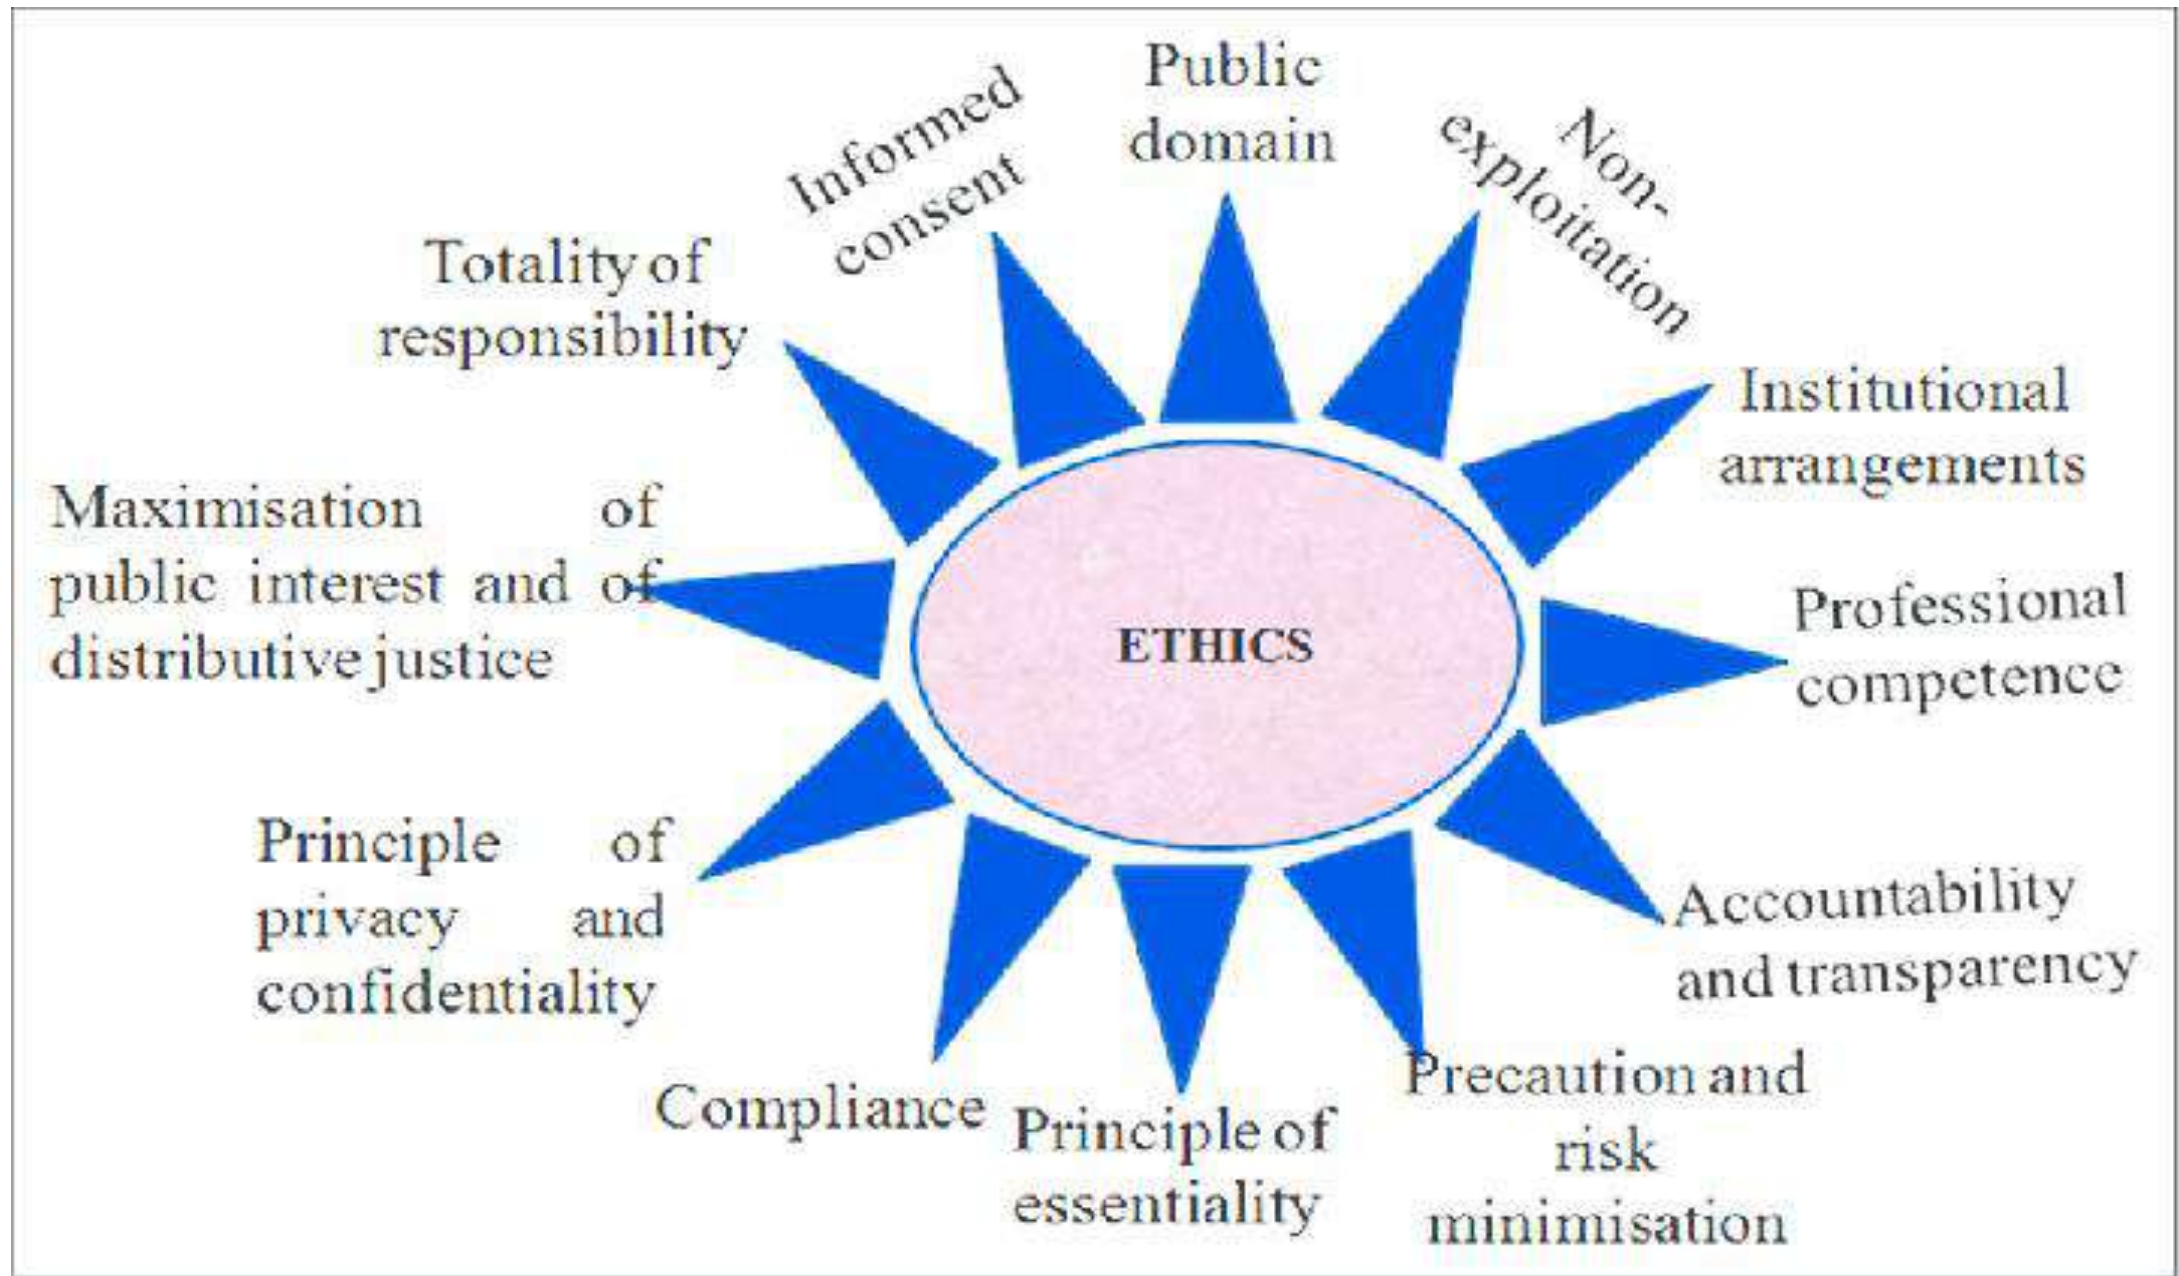 Public
domain
Non-
exploitation
Institutional
arrangements
Professional
competence
Accountability
and transparency
Precaution and
risk
minimisation
Principle of
essentiality
Compliance
Principle of
privacy and
confidentiality
Maximisation of
public interest and of
distributive justice
Totality of
responsibility
Informed
consent
ETHICS